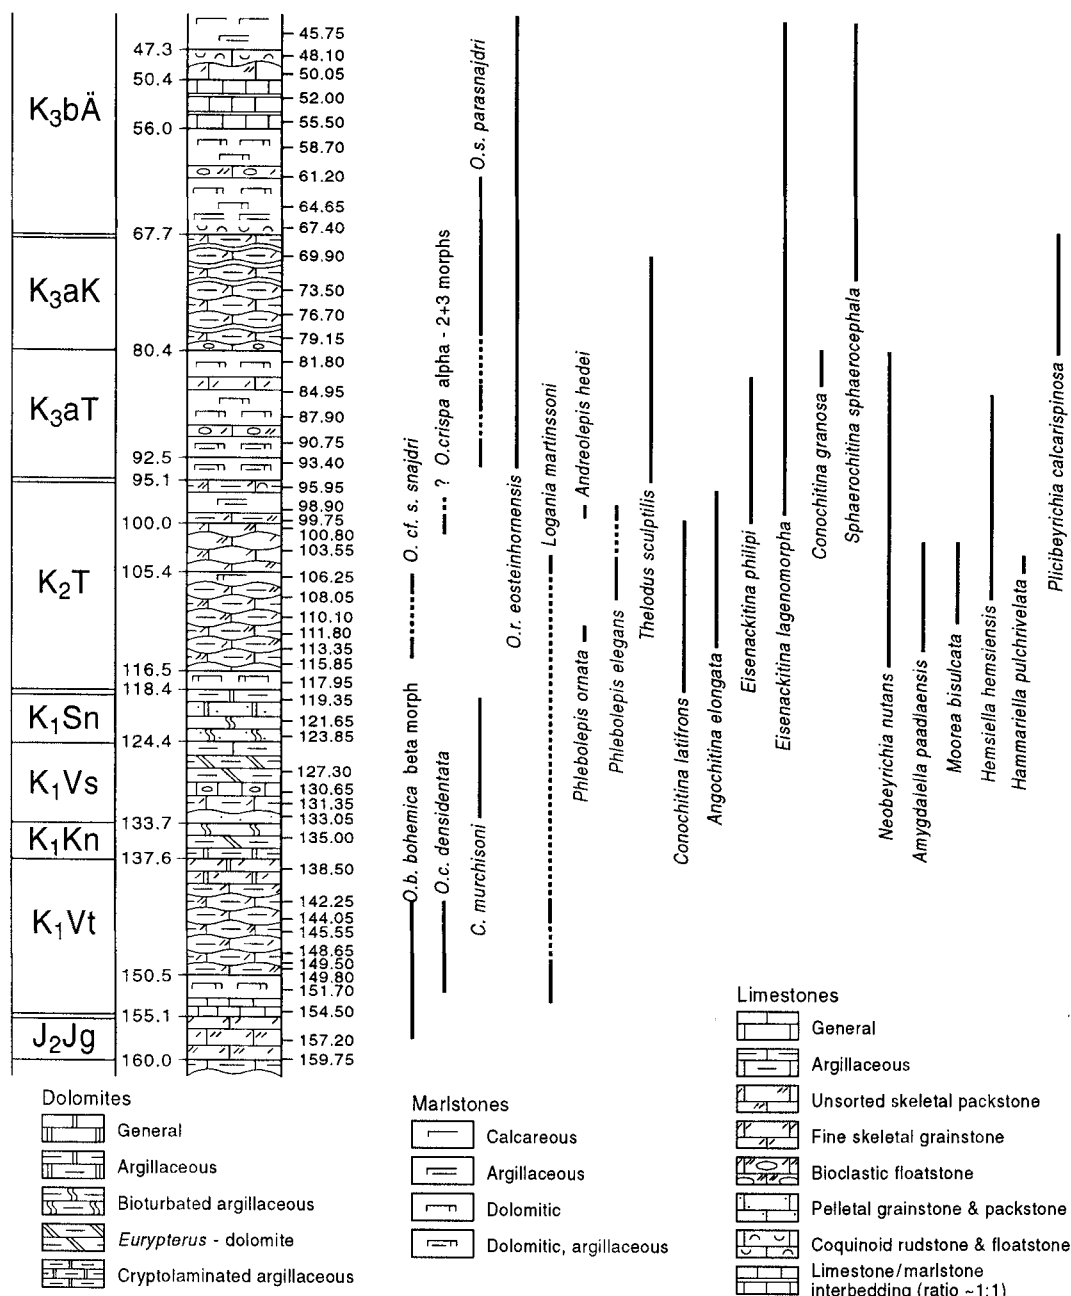 K3bÄ
K3aK
K3aT
K2T
K1Sn
K1Vs
K1Kn
K1Vt
J2Jg
47.3
50.4
56.0
67.7
80.4
92.5
95.1
100.0
105.4
116.5
118.4
124.4
133.7
137.6
150.5
155.1
160.0
45.75
48.10
50.05
52.00
55.50
58.70
61.20
64.65
67.40
69.90
73.50
76.70
79.15
81.80
84.95
87.90
90.75
93.40
95.95
98.90
99.75
100.80
103.55
106.25
108.05
110.10
111.80
113.35
115.85
117.95
119.35
121.65
123.85
127.30
130.65
131.35
133.05
135.00
138.50
142.25
144.05
145.55
148.65
149.50
149.80
151.70
154.50
157.20
159.75
O.b. bohemica beta morph
O. cf. s. snajdri
O.c. densidentata
? O.crispa alpha - 2+3 morphs
C. murchisoni
O.s. parasnajdri
O.r. eosteinhornensis
Logania martinssoni
Phlebolepis ornata
Andreolepis hedei
Phlebolepis elegans
Thelodus sculptilis
Conochitina latifrons
Angochitina elongata
Eisenackitina philipi
Eisenackitina lagenomorpha
Conochitina granosa
Sphaerochitina sphaerocephala
Neobeyrichia nutans
Amygdalella paadlaensis
Moorea bisulcata
Hemsiella hemsiensis
Hammariella pulchrivelata
Plicibeyrichia calcarispinosa
Dolomites
General
Argillaceous
Bioturbated argillaceous
Eurypterus - dolomite
Cryptolaminated argillaceous
Marlstones
Calcareous
Argillaceous
Dolomitic
Dolomitic, argillaceous
Limestones
General
Argillaceous
Unsorted skeletal packstone
Fine skeletal grainstone
Bioclastic floatstone
Pelletal grainstone & packstone
Coquinoid rudstone & floatstone
Limestone/marlstone
interbedding (ratio ~1:1)